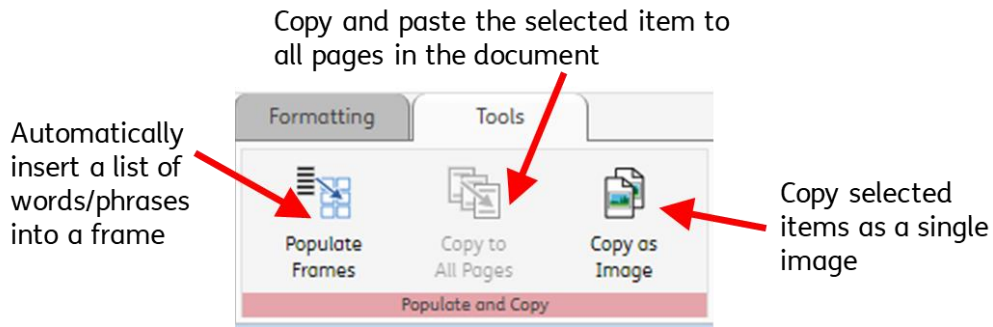 Copy and paste the selected item to
all pages in the document
Formatting
Tools
Automatically
insert a list of
words/phrases
into a frame
Populate
Frames
Copy to
All Pages
Copy as
Image
Copy selected
items as a single
image
Populate and Copy